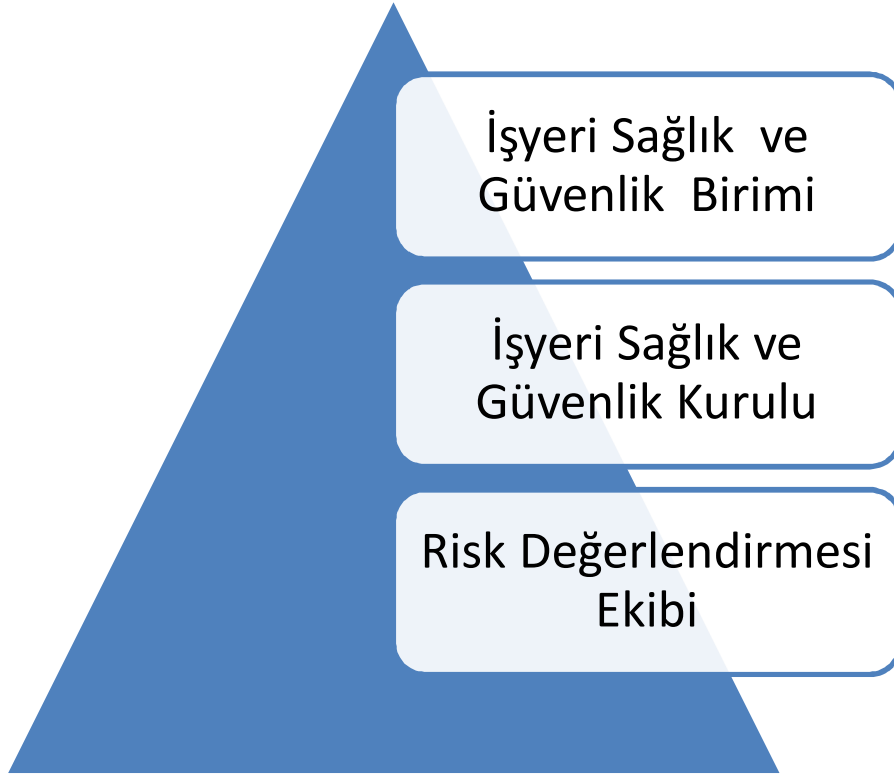 İşyeri Sağlık ve
Güvenlik Birimi
İşyeri Sağlık ve
Güvenlik Kurulu
Risk Değerlendirmesi
Ekibi